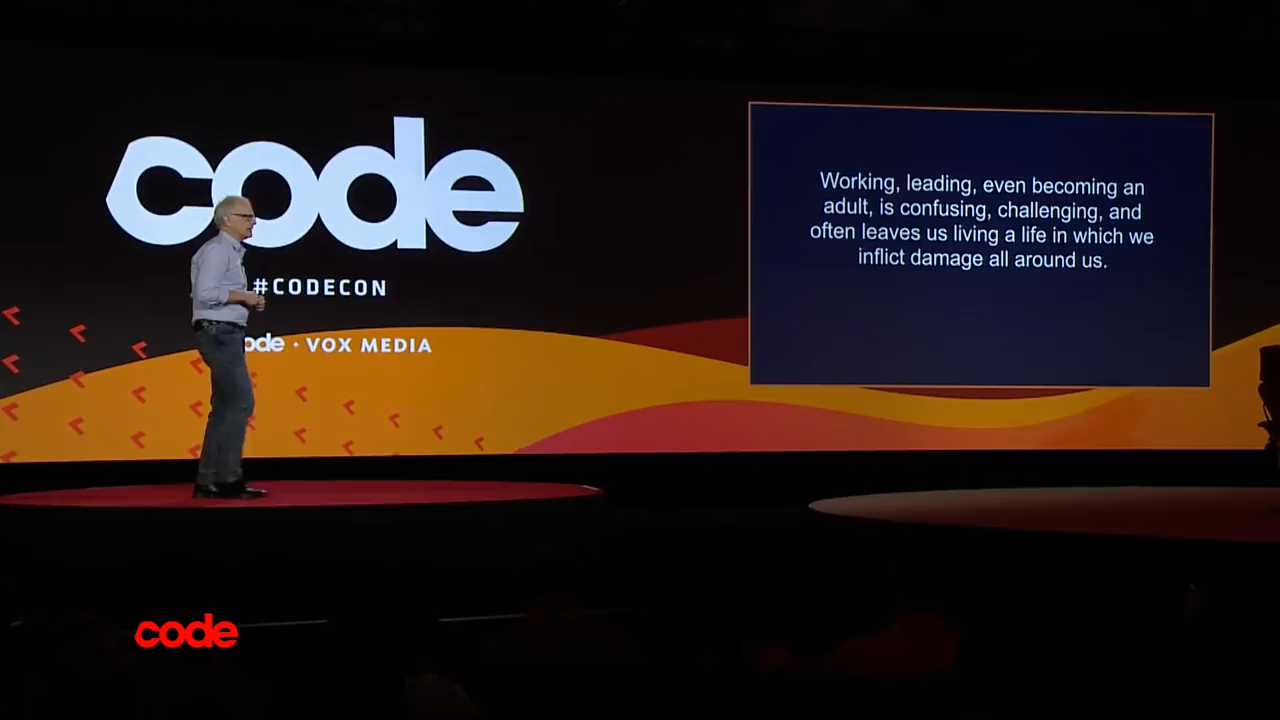 code
#CODECON
ode + VOX MEDIA
Working, leading, even becoming an
adult, is confusing, challenging, and
often leaves us living a life in which we
inflict damage all around us.
code